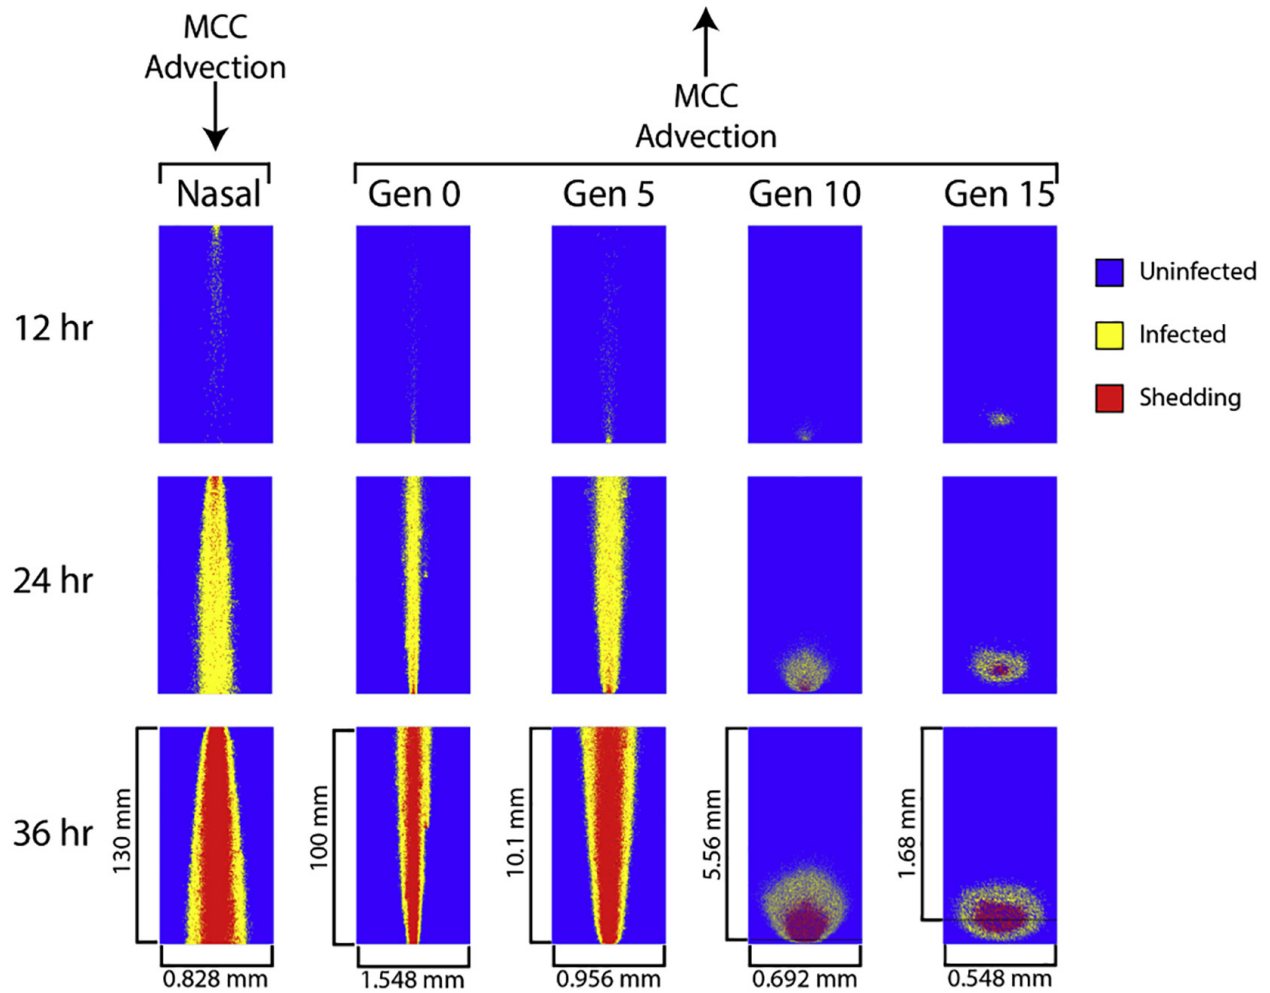 MCC
Advection
MCC
Advection
Nasal
Gen 0
Gen 5
Gen 10
Gen 15
12 hr
Uninfected
Infected
Shedding
24 hr
36 hr
130 mm
100 mm
10.1 mm
5.56 mm
1.68 mm
0.828 mm
1.548 mm
0.956 mm
0.692 mm
0.548 mm